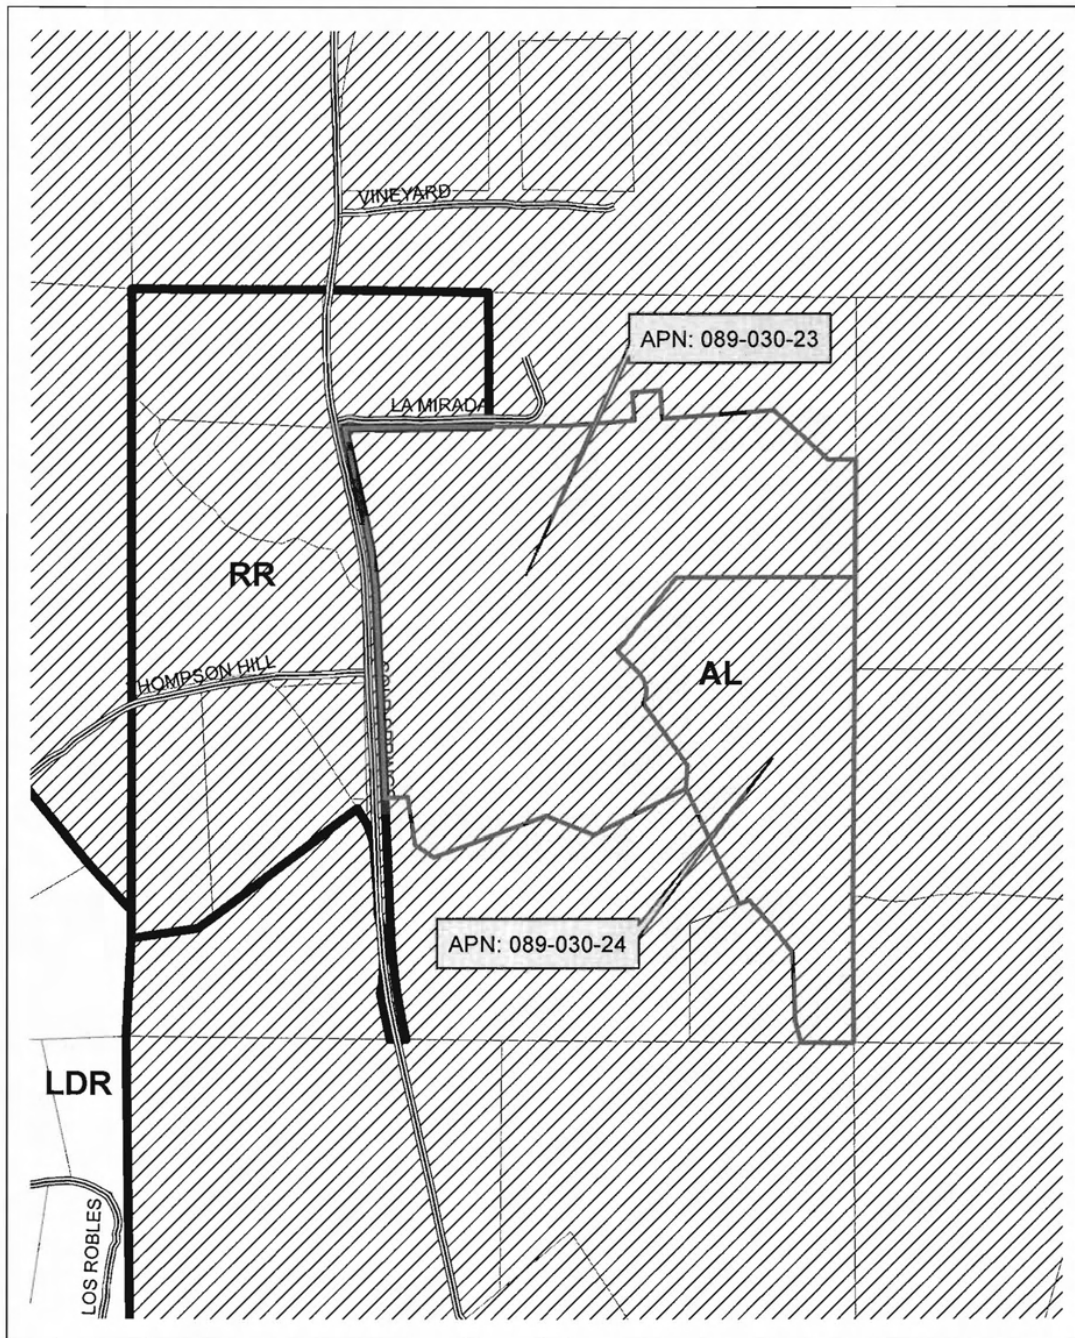 VINEYARD
APN: 089-030-23
LA MIRADA
RR
HOMPSON HILL
AL
APN: 089-030-24
LDR
LOS ROBLES